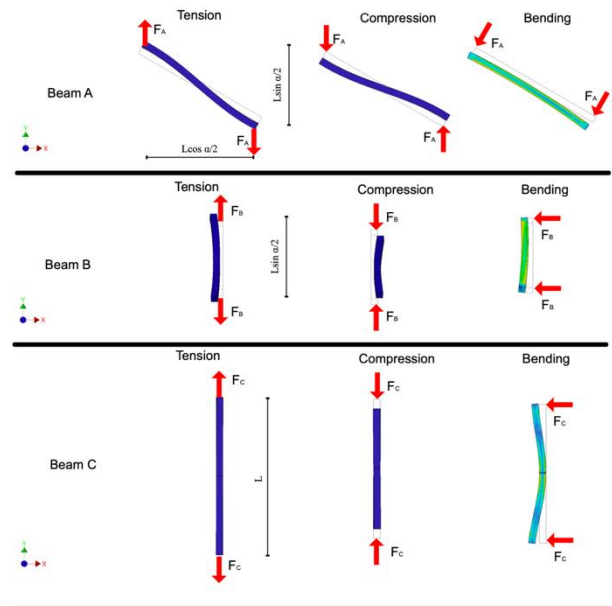 Tension
Compression
Bending
Beam A
FA
FA
Lsin α/2
Lcos α/2
FA
FA
FA
FA
Y
X
Tension
Compression
Bending
Beam B
FB
FB
Lsin α/2
FB
FB
FB
FB
Y
X
Tension
Compression
Bending
Beam C
FC
FC
L
FC
FC
FC
FC
Y
X